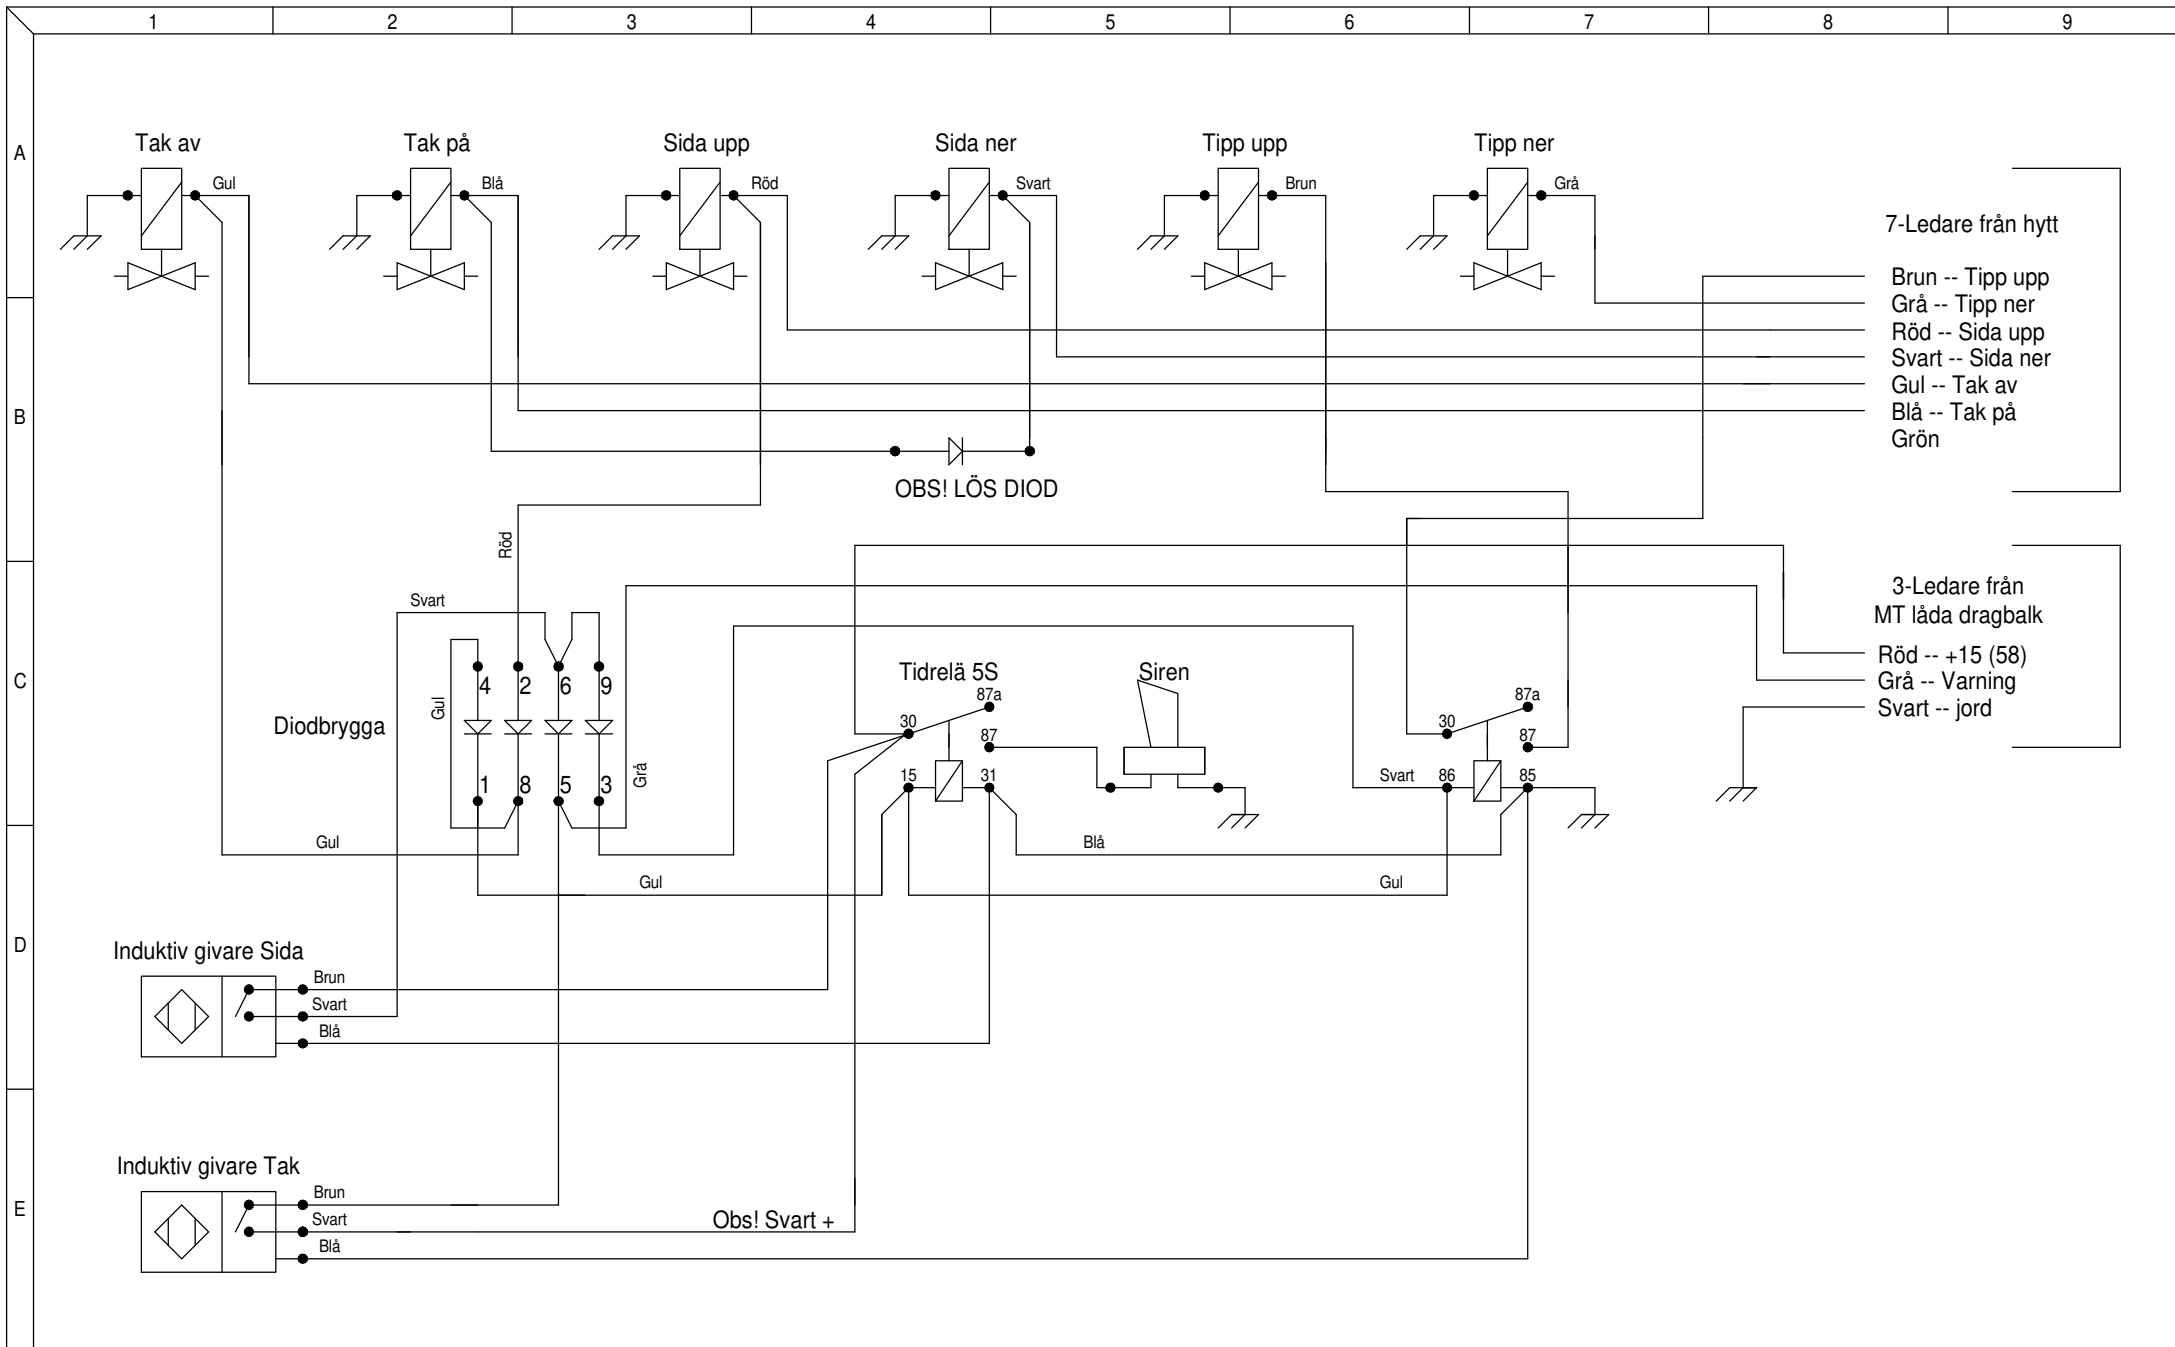 1 2 3 4 5 6 7 8 9
A
Tak av Tak på Sida upp Sida ner Tipp upp Tipp ner
Gul Blå Röd Svart Brun Grå
7-Ledare från hytt
Brun -- Tipp upp
Grå -- Tipp ner
Röd -- Sida upp
Svart -- Sida ner
Gul -- Tak av
Blå -- Tak på
Grön
B
OBS! LÖS DIOD
Röd
3-Ledare från
MT låda dragbalk
Röd -- +15 (58)
Grå -- Varning
Svart -- jord
C
Svart
Gul
4 2 6 9
Diodbrygga
1 8 5 3
Grå
Tidrelä 5S
87a
30
87
15 31
Siren
87a
30
87
Svart 86 85
Gul
Blå
Gul
Gul
D
Induktiv givare Sida
Brun
Svart
Blå
E
Induktiv givare Tak
Brun
Svart
Obs! Svart +
Blå